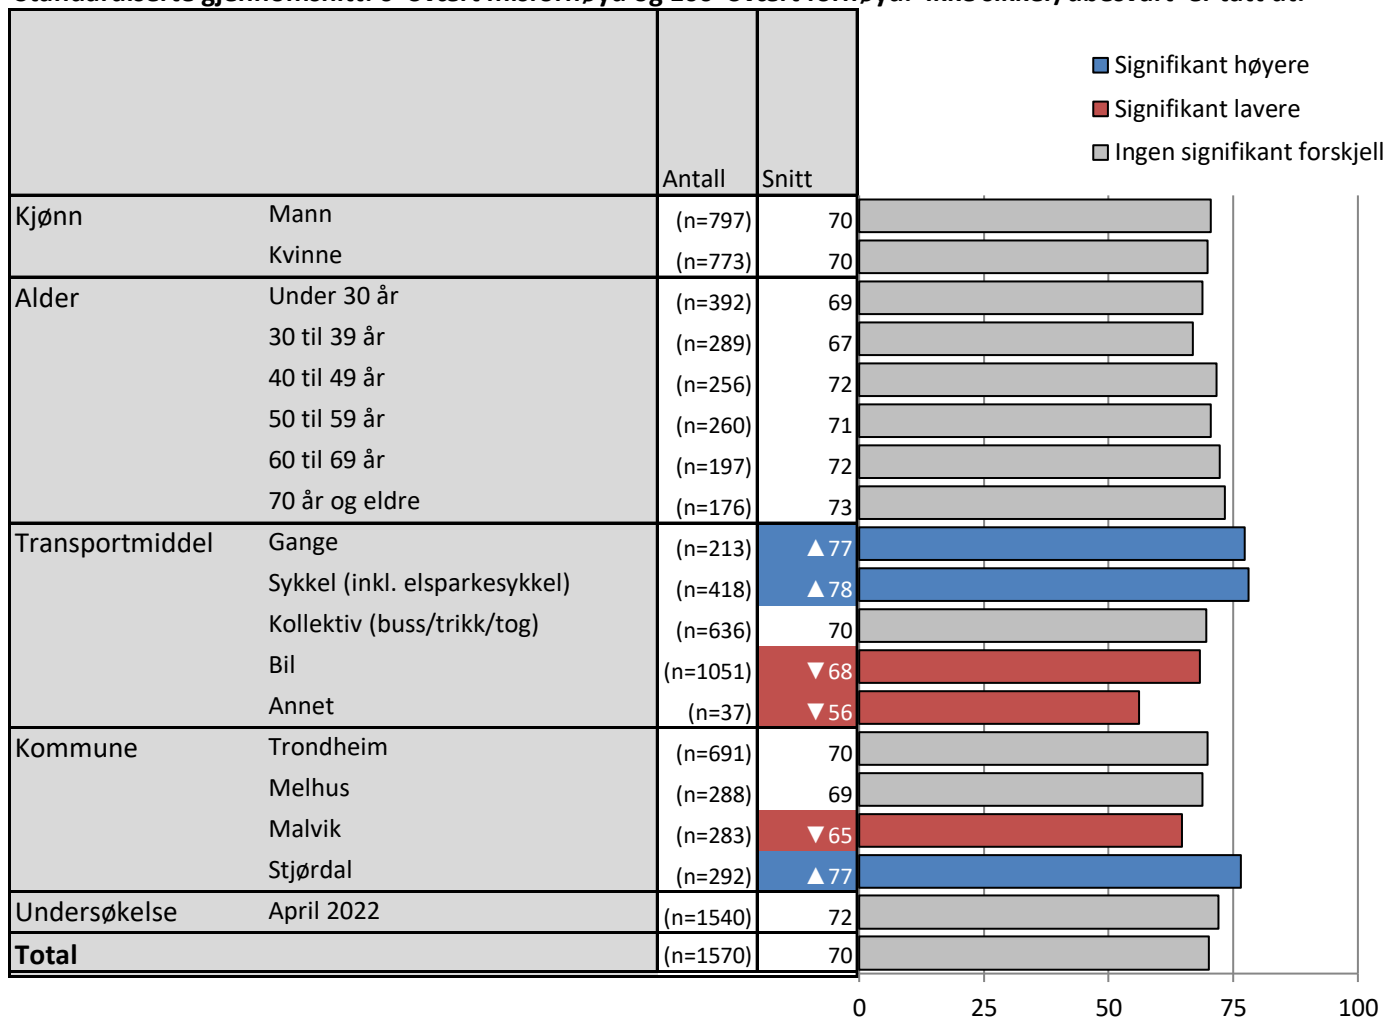 Signifikant høyere
Signifikant lavere
Ingen signifikant forskjell
Antall Snitt
Kjønn Mann (n=797) 70
Kvinne (n=773) 70
Alder Under 30 år (n=392) 69
30 til 39 år (n=289) 67
40 til 49 år (n=256) 72
50 til 59 år (n=260) 71
60 til 69 år (n=197) 72
70 år og eldre (n=176) 73
Transportmiddel Gange (n=213) ▲77
Sykkel (inkl. elsparkesykkel) (n=418) ▲78
Kollektiv (buss/trikk/tog) (n=636) 70
Bil (n=1051) ▼68
Annet (n=37) ▼56
Kommune Trondheim (n=691) 70
Melhus (n=288) 69
Malvik (n=283) ▼65
Stjørdal (n=292) ▲77
Undersøkelse April 2022 (n=1540) 72
Total (n=1570) 70
0 25 50 75 100